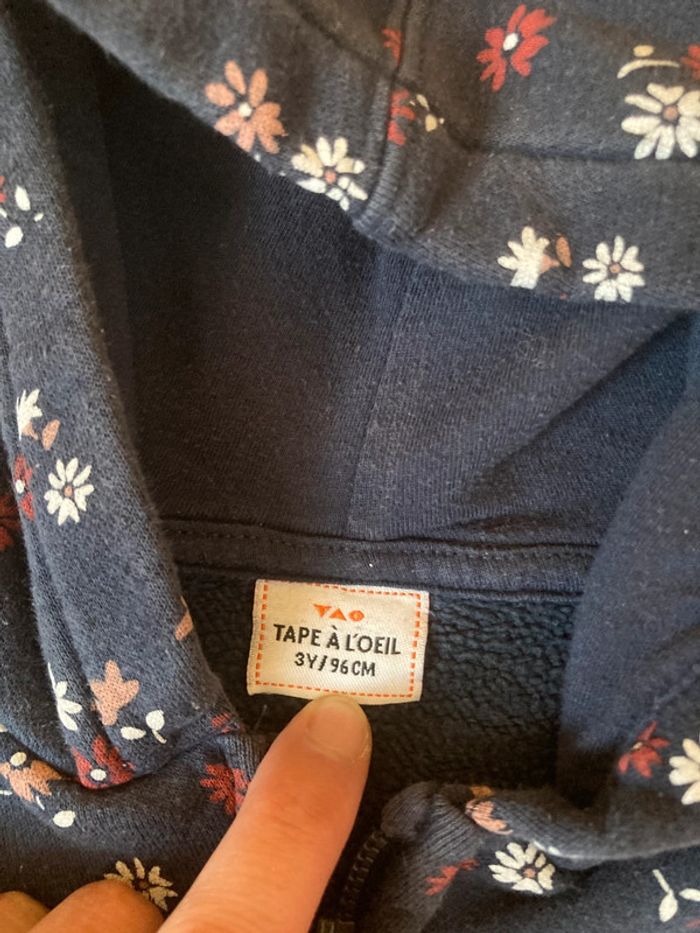 TAO
TAPE À L'OEIL
3Y/96CM